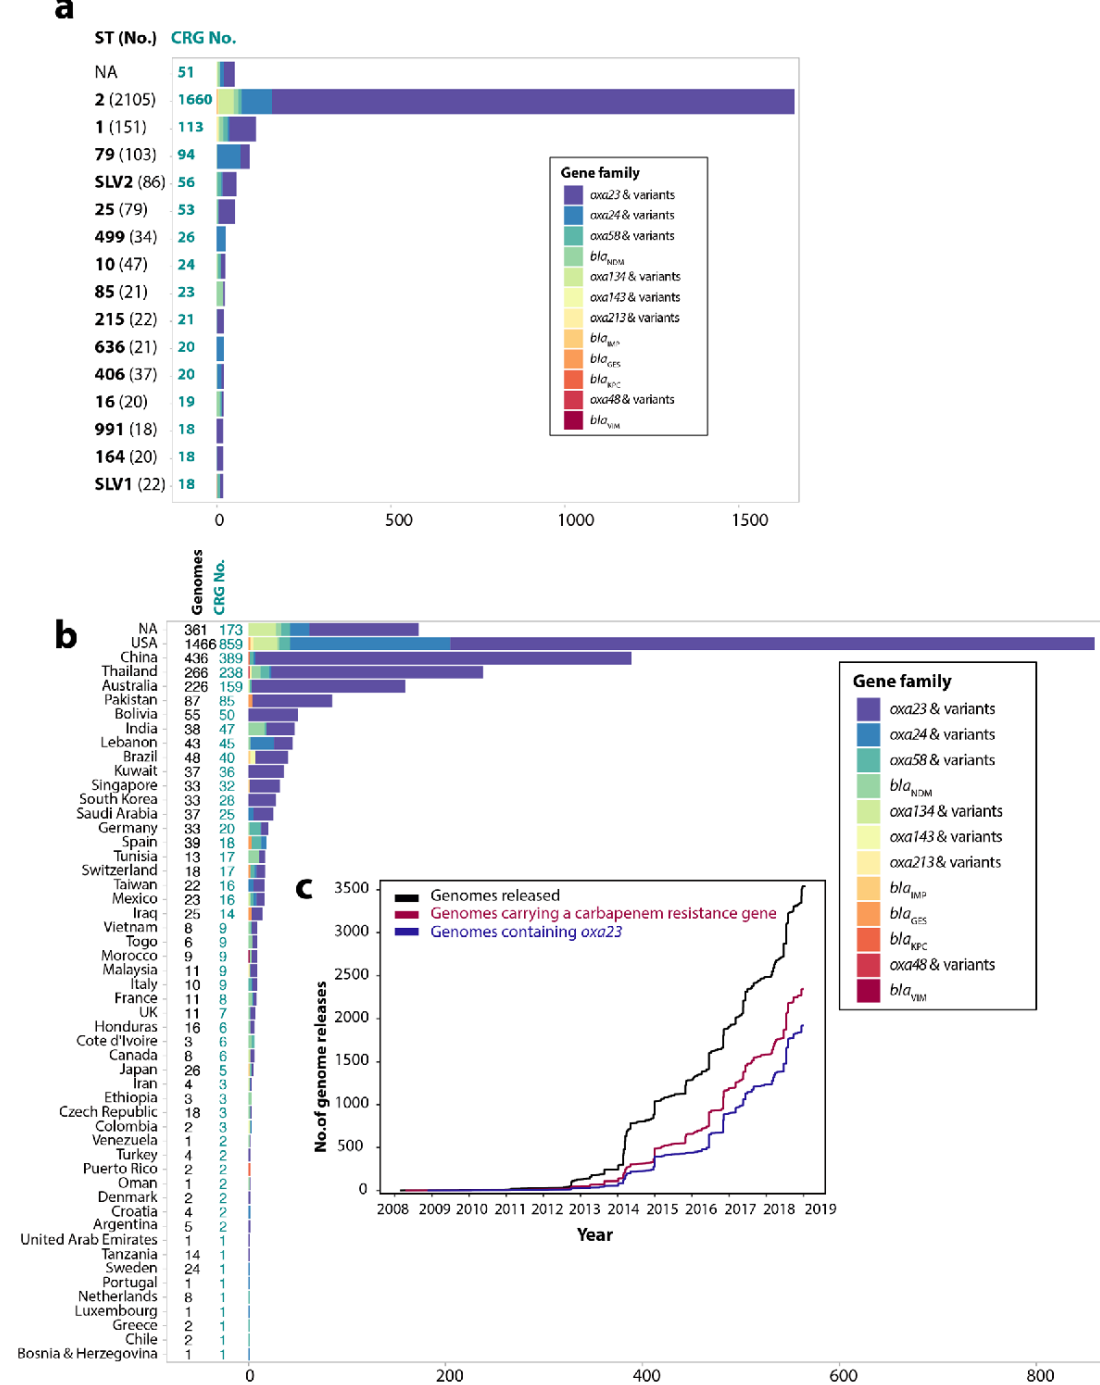 a
ST (No.) CRG No.
NA 51
2 (2105) 1660
1 (151) 113
79 (103) 94
SLV2 (86) 56
25 (79) 53
499 (34) 26
10 (47) 24
85 (21) 23
215 (22) 21
636 (21) 20
406 (37) 20
16 (20) 19
991 (18) 18
164 (20) 18
SLV1 (22) 18
0 500 1000 1500
Gene family
oxa23 & variants
oxa24 & variants
oxa58 & variants
blaNDM
oxa134 & variants
oxa143 & variants
oxa213 & variants
blaIMP
blaGES
blaKPC
oxa48 & variants
blaVIM
b
Genomes
CRG No.
NA 361 173
USA 1466 859
China 436 389
Thailand 266 238
Australia 226 159
Pakistan 87 85
Bolivia 55 50
India 38 47
Lebanon 43 45
Brazil 48 40
Kuwait 37 36
Singapore 33 32
South Korea 33 28
Saudi Arabia 37 25
Germany 33 20
Spain 39 18
Tunisia 13 17
Switzerland 18 17
Taiwan 22 16
Mexico 23 16
Iraq 25 14
Vietnam 8 9
Togo 6 9
Morocco 9 9
Malaysia 11 9
Italy 10 9
France 11 8
UK 11 7
Honduras 16 6
Cote d'Ivoire 3 6
Canada 8 6
Japan 26 5
Iran 4 3
Ethiopia 3 3
Czech Republic 18 3
Colombia 2 3
Venezuela 1 2
Turkey 4 2
Puerto Rico 2 2
Oman 1 2
Denmark 2 2
Croatia 4 2
Argentina 5 2
United Arab Emirates 1 1
Tanzania 14 1
Sweden 24 1
Portugal 1 1
Netherlands 8 1
Luxembourg 1 1
Greece 2 1
Chile 2 1
Bosnia & Herzegovina 1 1
0 200 400 600 800
Gene family
oxa23 & variants
oxa24 & variants
oxa58 & variants
blaNDM
oxa134 & variants
oxa143 & variants
oxa213 & variants
blaIMP
blaGES
blaKPC
oxa48 & variants
blaVIM
c
Genomes released
Genomes carrying a carbapenem resistance gene
Genomes containing oxa23
No.of genome releases
3500
3000
2500
2000
1500
1000
500
0
2008 2009 2010 2011 2012 2013 2014 2015 2016 2017 2018 2019
Year